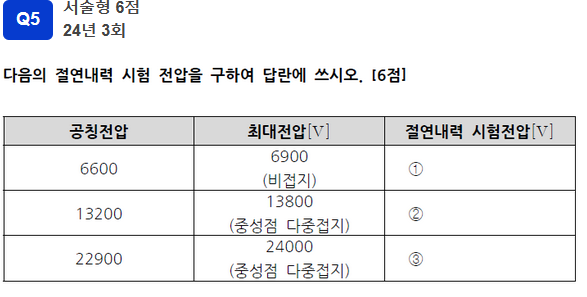 Q5
서술형 6점
24년 3회
다음의 절연내력 시험 전압을 구하여 답란에 쓰시오. [6점]
공칭전압 최대전압[V] 절연내력 시험전압[V]
6600 6900 (비접지) ①
13200 13800 (중성점 다중접지) ②
22900 24000 (중성점 다중접지) ③